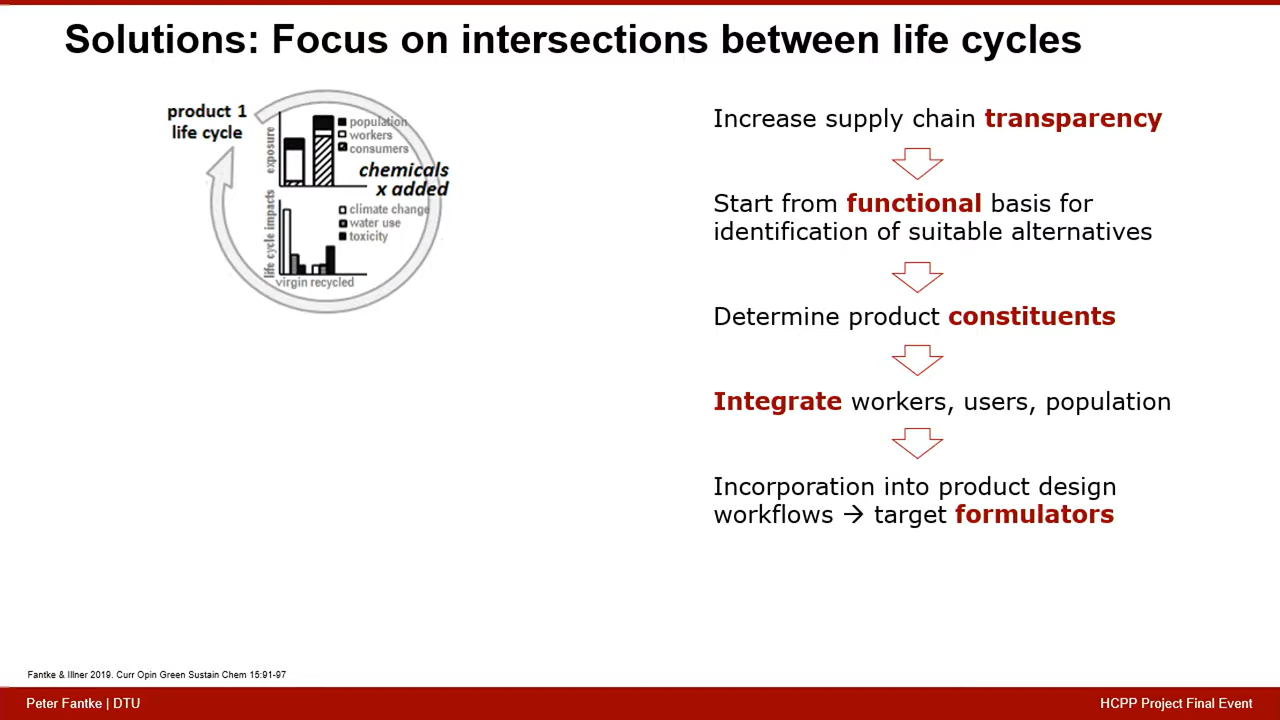 Solutions: Focus on intersections between life cycles
product 1
life cycle
exposure
population
workers
consumers
chemicals
x added
life cycle impacts
climate change
water use
toxicity
virgin recycled
Increase supply chain transparency
Start from functional basis for
identification of suitable alternatives
Determine product constituents
Integrate workers, users, population
Incorporation into product design
workflows → target formulators
Fantke & Illner 2019. Curr Opin Green Sustain Chem 15:91-97
Peter Fantke | DTU
HCPP Project Final Event